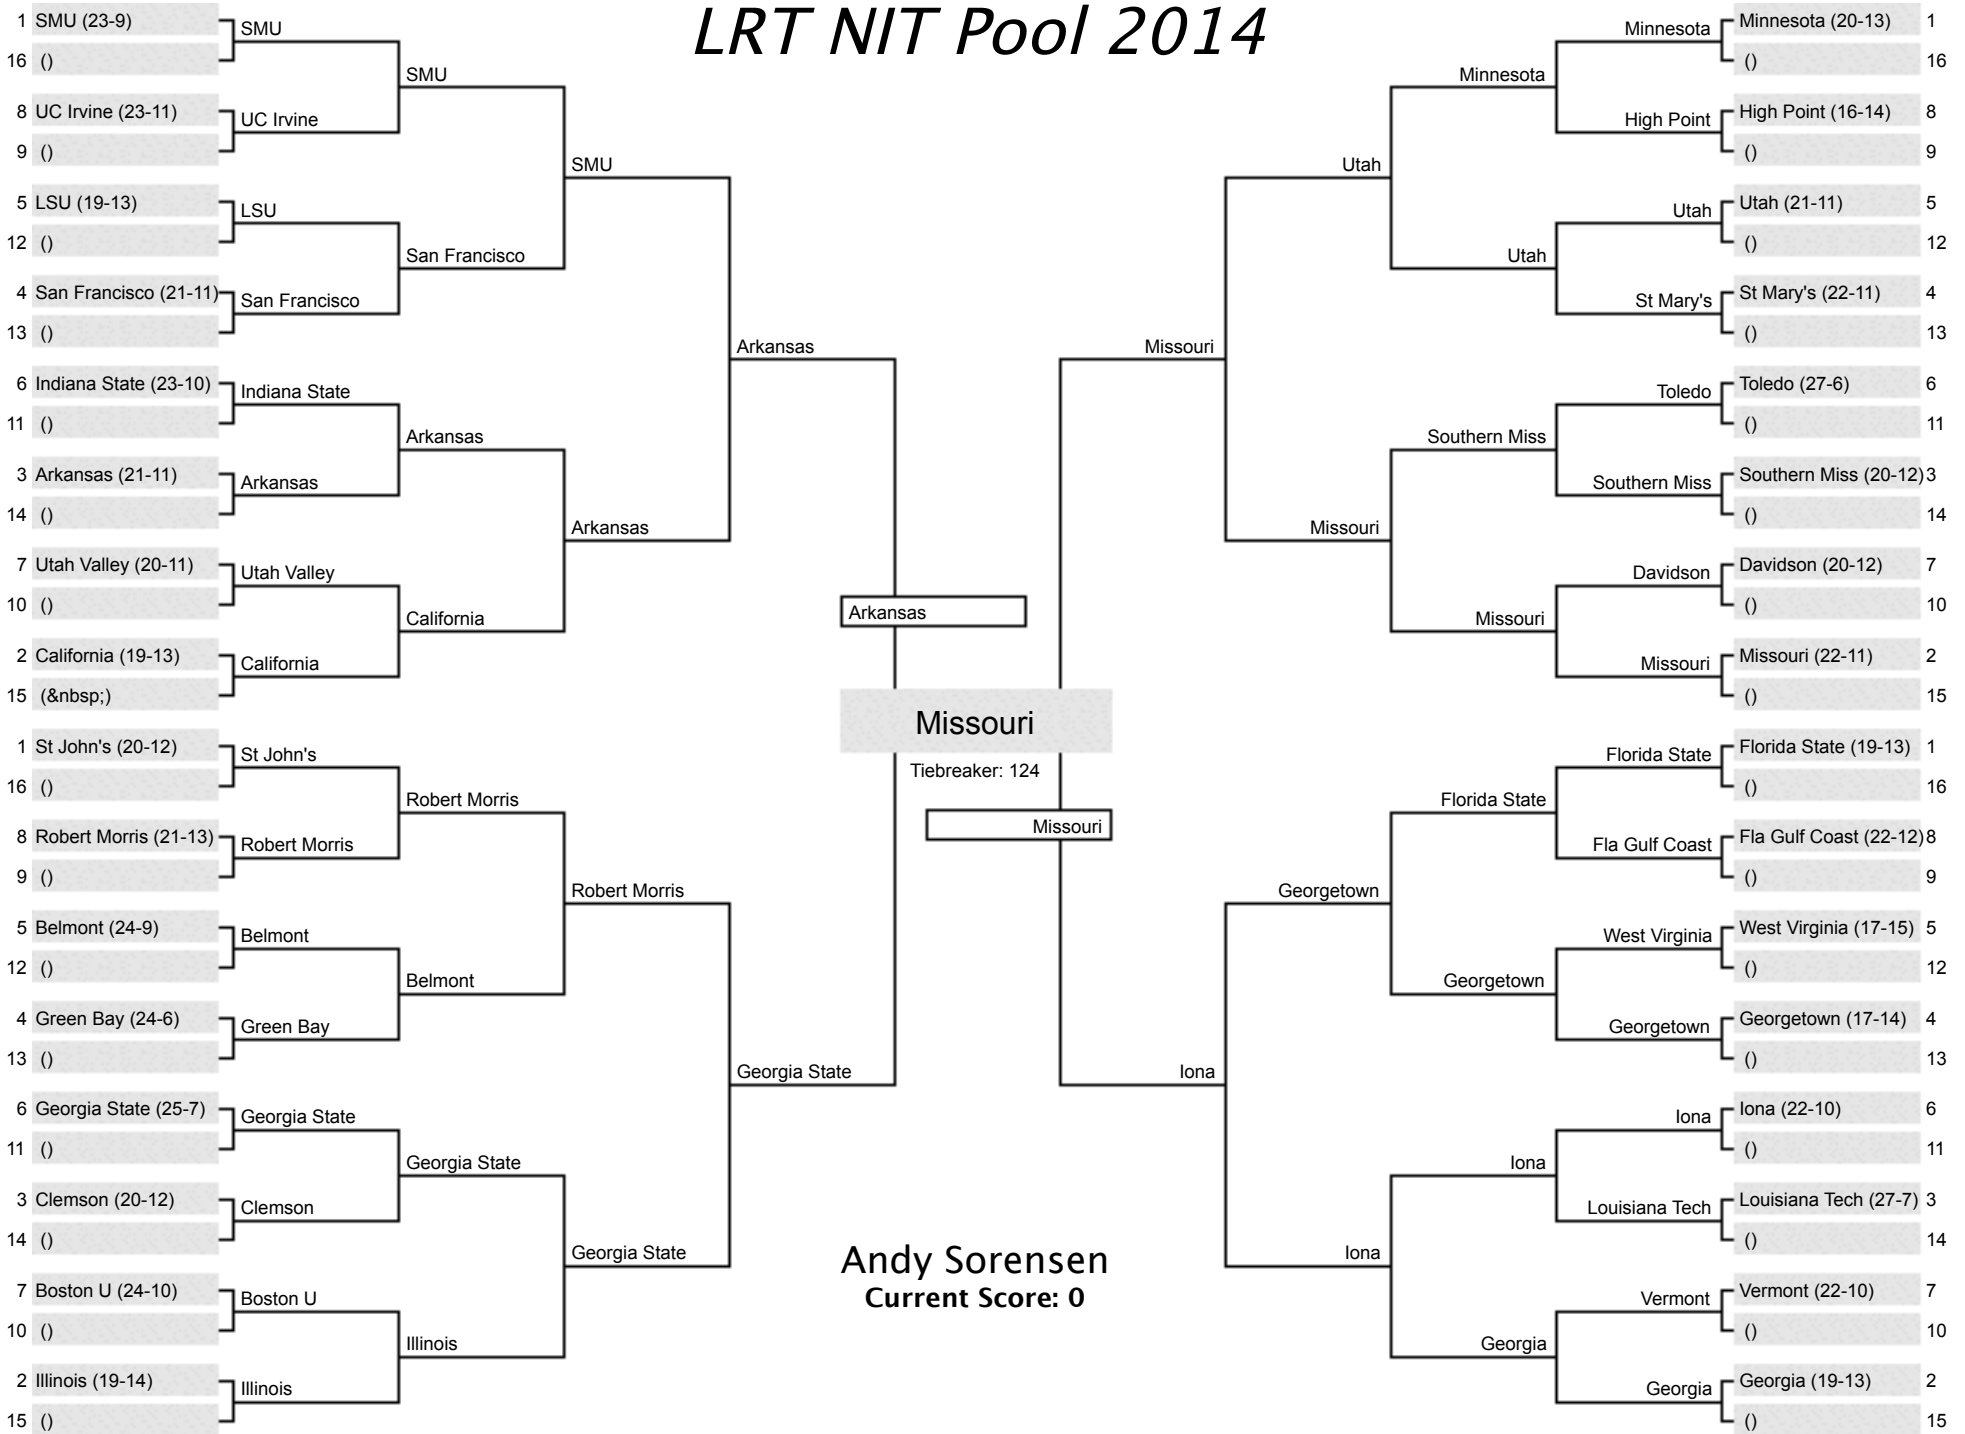 LRT NIT Pool 2014
1 SMU (23-9)
16 ()
8 UC Irvine (23-11)
9 ()
5 LSU (19-13)
12 ()
4 San Francisco (21-11)
13 ()
6 Indiana State (23-10)
11 ()
3 Arkansas (21-11)
14 ()
7 Utah Valley (20-11)
10 ()
2 California (19-13)
15 (&nbsp;)
1 St John's (20-12)
16 ()
8 Robert Morris (21-13)
9 ()
5 Belmont (24-9)
12 ()
4 Green Bay (24-6)
13 ()
6 Georgia State (25-7)
11 ()
3 Clemson (20-12)
14 ()
7 Boston U (24-10)
10 ()
2 Illinois (19-14)
15 ()
SMU
UC Irvine
LSU
San Francisco
Indiana State
Arkansas
Utah Valley
California
St John's
Robert Morris
Belmont
Green Bay
Georgia State
Clemson
Boston U
Illinois
SMU
San Francisco
Arkansas
California
Robert Morris
Belmont
Georgia State
Illinois
SMU
Arkansas
Robert Morris
Georgia State
Arkansas
Georgia State
Arkansas
Missouri
Tiebreaker: 124
Missouri
Andy Sorensen
Current Score: 0
Missouri
Iona
Utah
Missouri
Georgetown
Iona
Minnesota
Utah
Southern Miss
Missouri
Florida State
Georgetown
Iona
Georgia
Minnesota
High Point
Utah
St Mary's
Toledo
Southern Miss
Davidson
Missouri
Florida State
Fla Gulf Coast
West Virginia
Georgetown
Iona
Louisiana Tech
Vermont
Georgia
Minnesota (20-13) 1
() 16
High Point (16-14) 8
() 9
Utah (21-11) 5
() 12
St Mary's (22-11) 4
() 13
Toledo (27-6) 6
() 11
Southern Miss (20-12) 3
() 14
Davidson (20-12) 7
() 10
Missouri (22-11) 2
() 15
Florida State (19-13) 1
() 16
Fla Gulf Coast (22-12) 8
() 9
West Virginia (17-15) 5
() 12
Georgetown (17-14) 4
() 13
Iona (22-10) 6
() 11
Louisiana Tech (27-7) 3
() 14
Vermont (22-10) 7
() 10
Georgia (19-13) 2
() 15